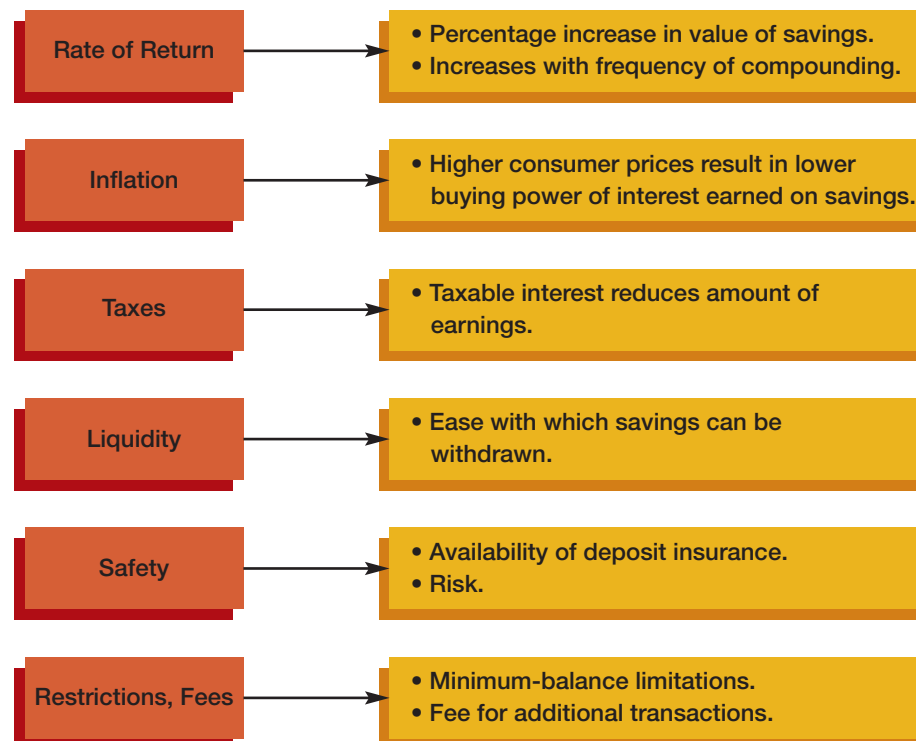 Rate of Return
• Percentage increase in value of savings.
• Increases with frequency of compounding.
Inflation
• Higher consumer prices result in lower
buying power of interest earned on savings.
Taxes
• Taxable interest reduces amount of
earnings.
Liquidity
• Ease with which savings can be
withdrawn.
Safety
• Availability of deposit insurance.
• Risk.
Restrictions, Fees
• Minimum-balance limitations.
• Fee for additional transactions.